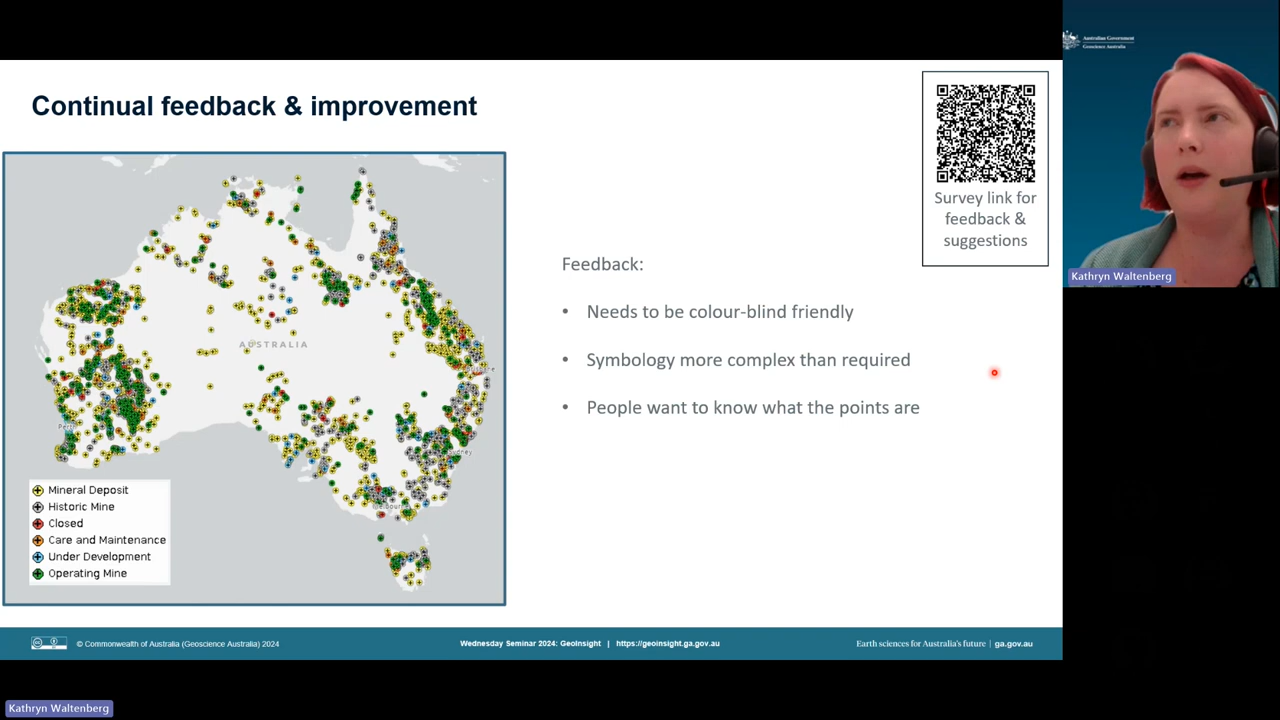 Continual feedback & improvement
AUSTRALIA
Perth
Sydney
Mineral Deposit
Historic Mine
Closed
Care and Maintenance
Under Development
Operating Mine
Feedback:
• Needs to be colour-blind friendly
• Symbology more complex than required
• People want to know what the points are
Survey link for
feedback &
suggestions
© Commonwealth of Australia (Geoscience Australia) 2024
Wednesday Seminar 2024: GeoInsight | https://geoinsight.ga.gov.au
Earth sciences for Australia's future | ga.gov.au
Australian Government
Geoscience Australia
Kathryn Waltenberg
Kathryn Waltenberg